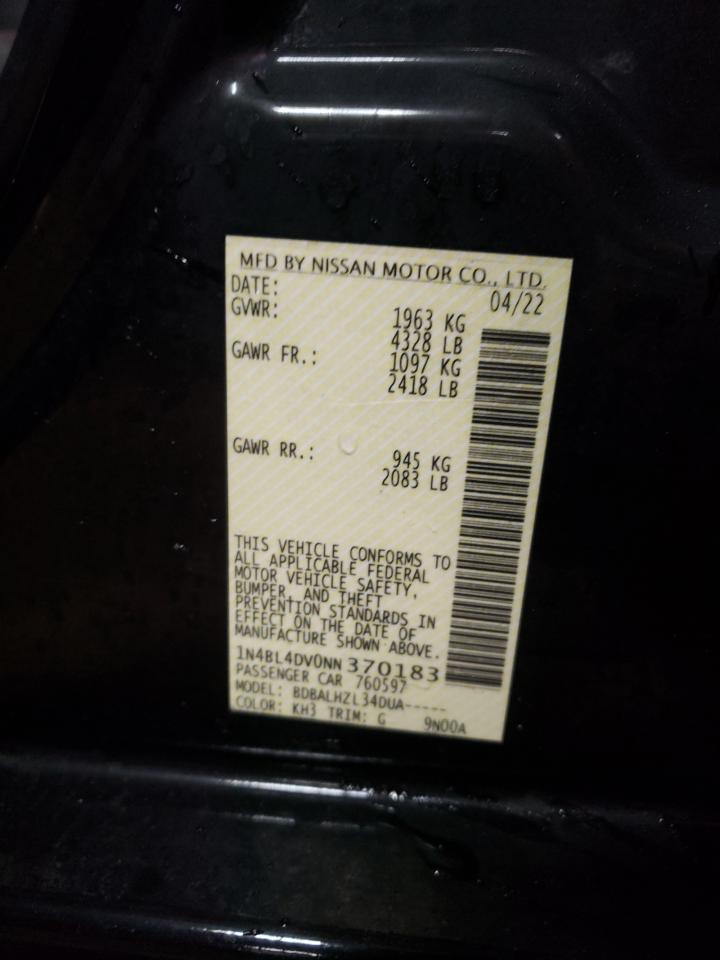 MFD BY NISSAN MOTOR CO., LTD.
DATE: 04/22
GVWR: 1963 KG
4328 LB
GAWR FR.: 1097 KG
2418 LB
GAWR RR.: 945 KG
2083 LB
THIS VEHICLE CONFORMS TO
ALL APPLICABLE FEDERAL
MOTOR VEHICLE SAFETY,
BUMPER, AND THEFT
PREVENTION STANDARDS IN
EFFECT ON THE DATE OF
MANUFACTURE SHOWN ABOVE.
1N4BL4DV0NN370183
PASSENGER CAR 760597
MODEL: BDBALHZL34DUA-----
COLOR: KH3 TRIM: G 9N00A